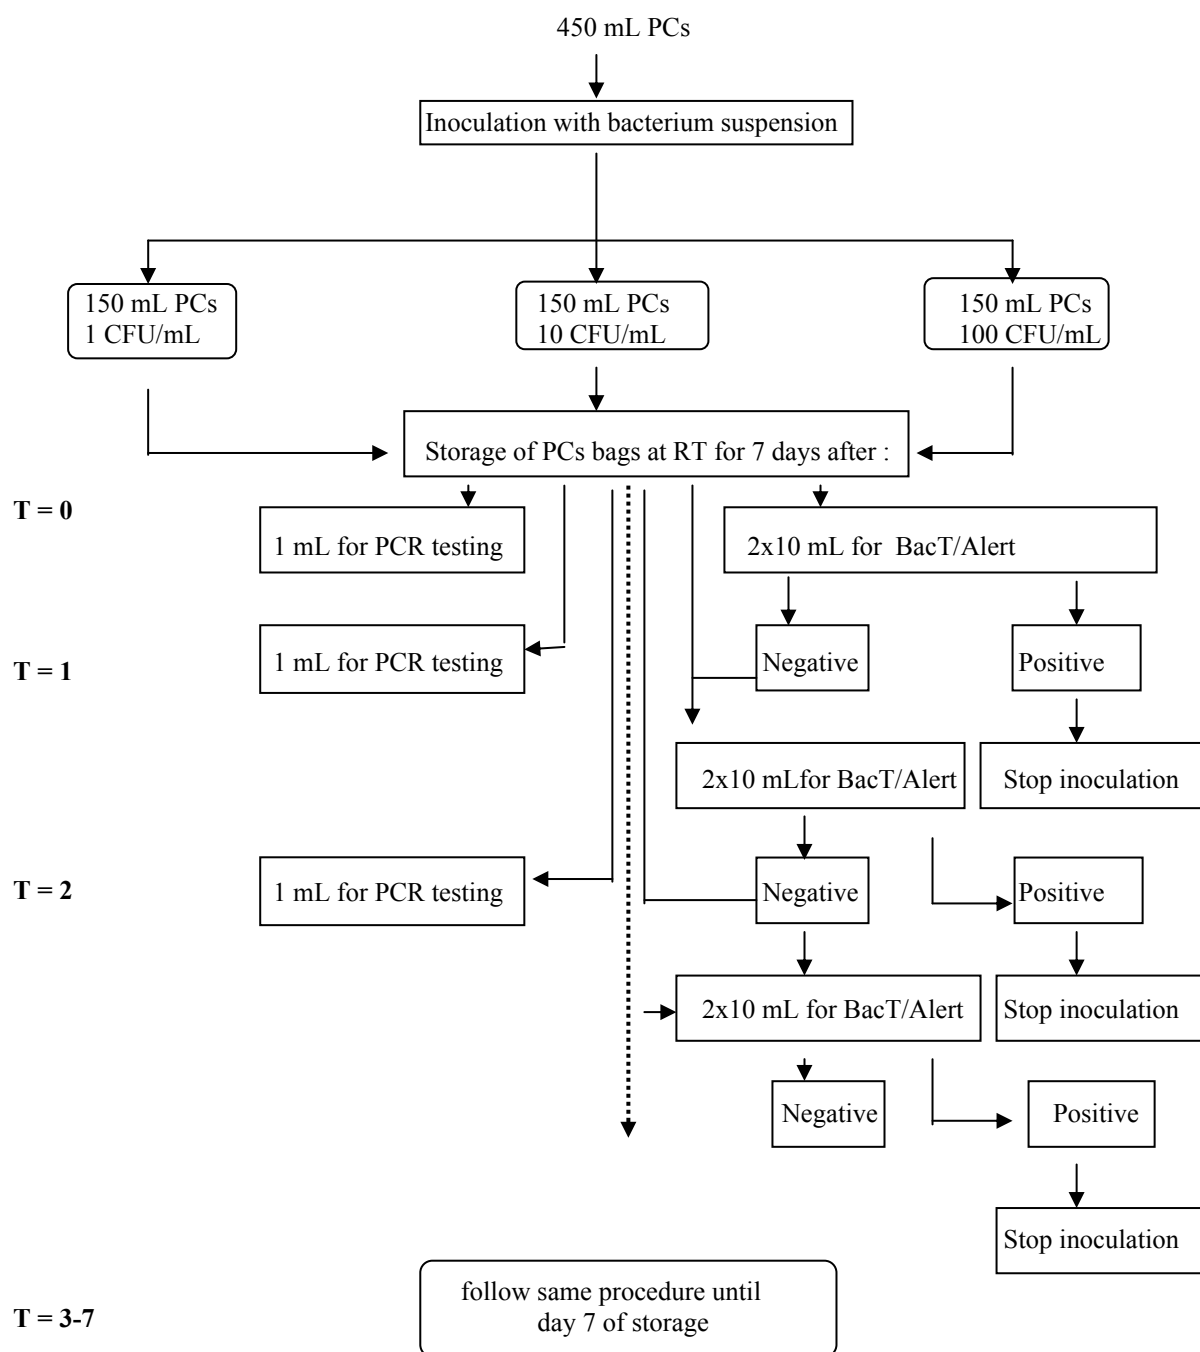 450 mL PCs
Inoculation with bacterium suspension
150 mL PCs
1 CFU/mL
150 mL PCs
10 CFU/mL
150 mL PCs
100 CFU/mL
Storage of PCs bags at RT for 7 days after :
T = 0
1 mL for PCR testing
2x10 mL for BacT/Alert
T = 1
1 mL for PCR testing
Negative
Positive
2x10 mLfor BacT/Alert
Stop inoculation
T = 2
1 mL for PCR testing
Negative
Positive
2x10 mL for BacT/Alert
Stop inoculation
Negative
Positive
Stop inoculation
T = 3-7
follow same procedure until
day 7 of storage